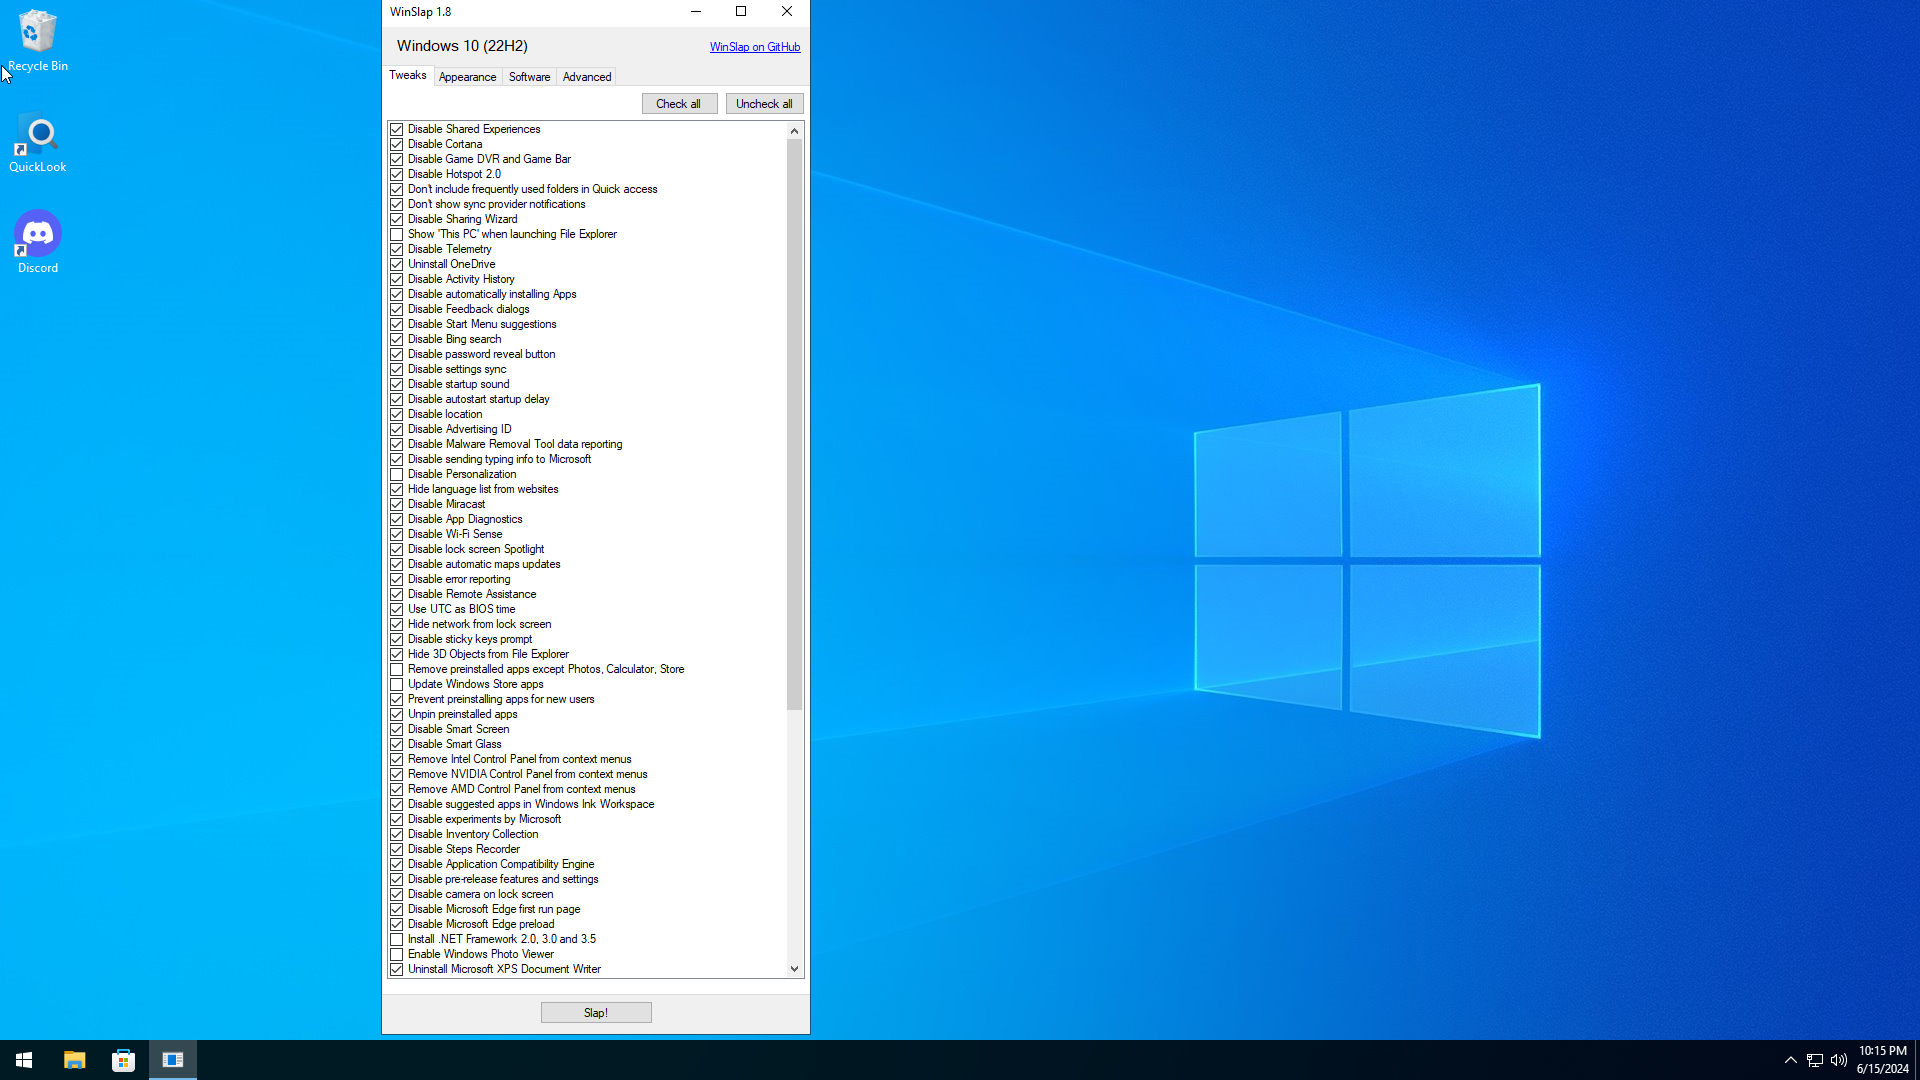 Recycle Bin
QuickLook
Discord
WinSlap 1.8
Windows 10 (22H2)
WinSlap on GitHub
Tweaks
Appearance
Software
Advanced
Check all
Uncheck all
Disable Shared Experiences
Disable Cortana
Disable Game DVR and Game Bar
Disable Hotspot 2.0
Don't include frequently used folders in Quick access
Don't show sync provider notifications
Disable Sharing Wizard
Show 'This PC' when launching File Explorer
Disable Telemetry
Uninstall OneDrive
Disable Activity History
Disable automatically installing Apps
Disable Feedback dialogs
Disable Start Menu suggestions
Disable Bing search
Disable password reveal button
Disable settings sync
Disable startup sound
Disable autostart startup delay
Disable location
Disable Advertising ID
Disable Malware Removal Tool data reporting
Disable sending typing info to Microsoft
Disable Personalization
Hide language list from websites
Disable Miracast
Disable App Diagnostics
Disable Wi-Fi Sense
Disable lock screen Spotlight
Disable automatic maps updates
Disable error reporting
Disable Remote Assistance
Use UTC as BIOS time
Hide network from lock screen
Disable sticky keys prompt
Hide 3D Objects from File Explorer
Remove preinstalled apps except Photos, Calculator, Store
Update Windows Store apps
Prevent preinstalling apps for new users
Unpin preinstalled apps
Disable Smart Screen
Disable Smart Glass
Remove Intel Control Panel from context menus
Remove NVIDIA Control Panel from context menus
Remove AMD Control Panel from context menus
Disable suggested apps in Windows Ink Workspace
Disable experiments by Microsoft
Disable Inventory Collection
Disable Steps Recorder
Disable Application Compatibility Engine
Disable pre-release features and settings
Disable camera on lock screen
Disable Microsoft Edge first run page
Disable Microsoft Edge preload
Install .NET Framework 2.0, 3.0 and 3.5
Enable Windows Photo Viewer
Uninstall Microsoft XPS Document Writer
Slap!
10:15 PM
6/15/2024